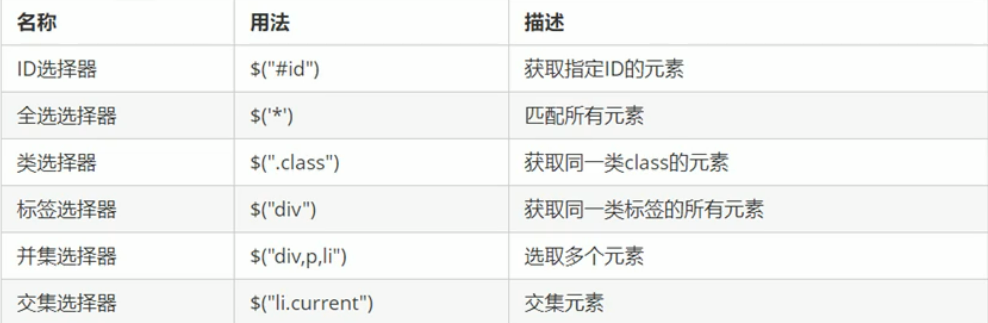 名称 用法 描述
ID选择器 $("#id") 获取指定ID的元素
全选选择器 $('*') 匹配所有元素
类选择器 $(".class") 获取同一类class的元素
标签选择器 $("div") 获取同一类标签的所有元素
并集选择器 $("div,p,li") 选取多个元素
交集选择器 $("li.current") 交集元素